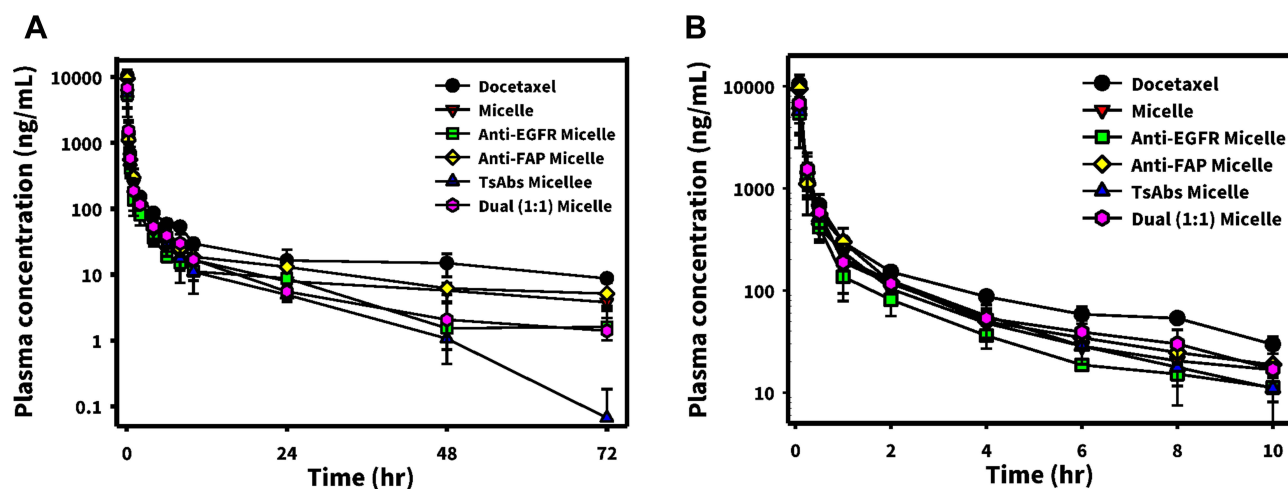 A
Plasma concentration (ng/mL)
10000
1000
100
10
1
0.1
Docetaxel
Micelle
Anti-EGFR Micelle
Anti-FAP Micelle
TsAbs Micellee
Dual (1:1) Micelle
0
24
48
72
Time (hr)
B
Plasma concentration (ng/mL)
10000
1000
100
10
Docetaxel
Micelle
Anti-EGFR Micelle
Anti-FAP Micelle
TsAbs Micelle
Dual (1:1) Micelle
0
2
4
6
8
10
Time (hr)